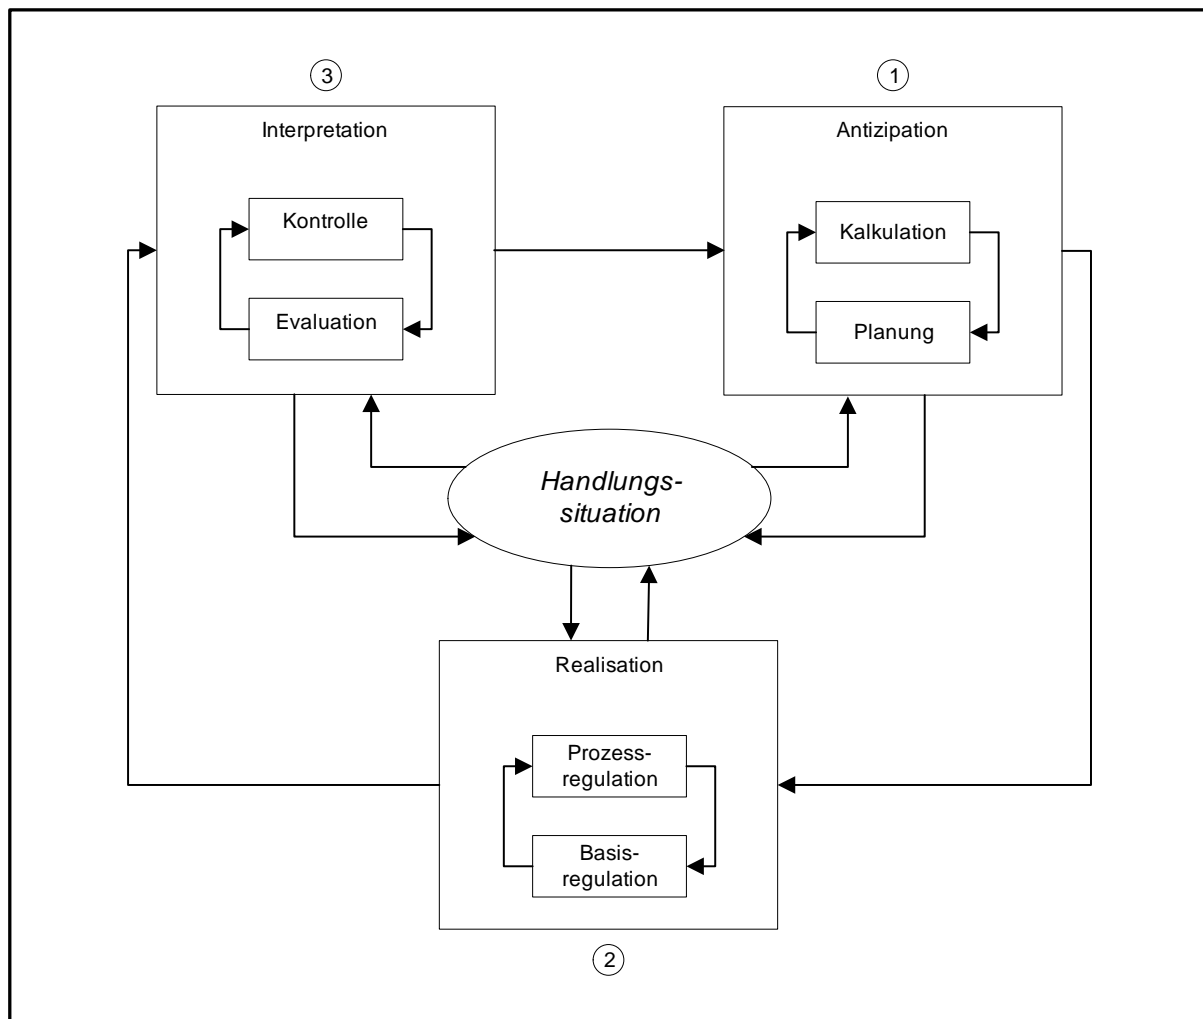 3
Interpretation
Kontrolle
Evaluation
1
Antizipation
Kalkulation
Planung
Handlungs-
situation
Realisation
Prozess-
regulation
Basis-
regulation
2